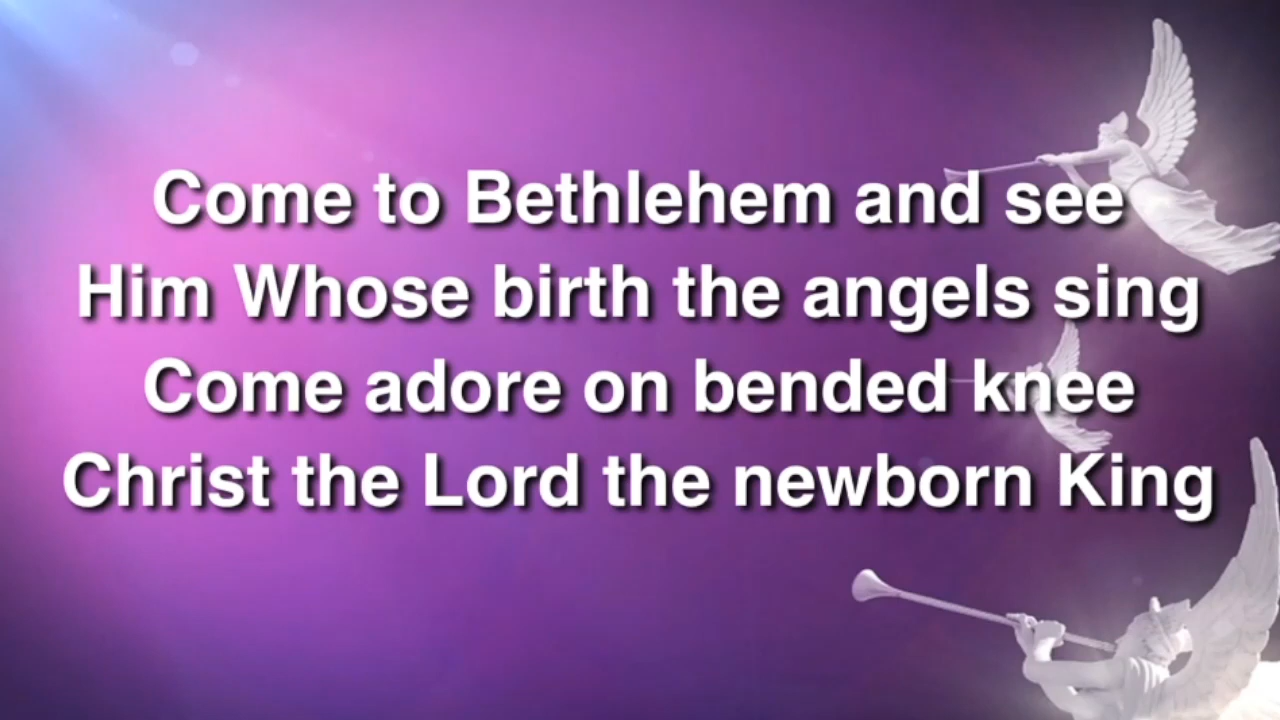 Come to Bethlehem and see
Him Whose birth the angels sing
Come adore on bended knee
Christ the Lord the newborn King